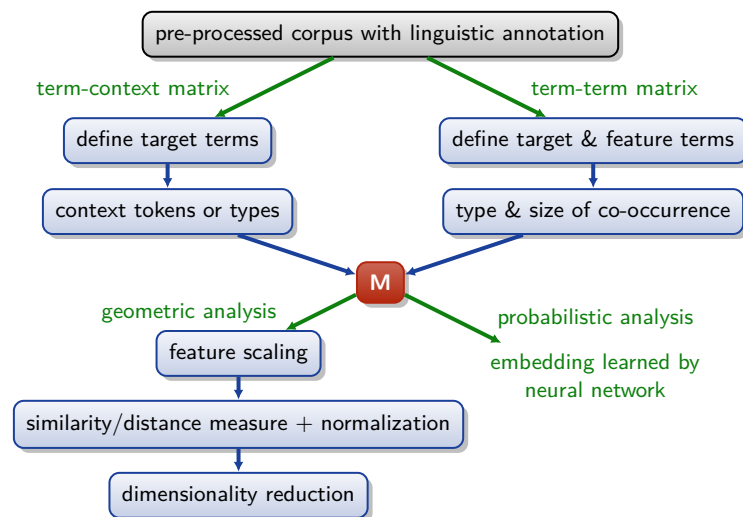 pre-processed corpus with linguistic annotation
term-context matrix
term-term matrix
define target terms
define target & feature terms
context tokens or types
type & size of co-occurrence
M
geometric analysis
probabilistic analysis
feature scaling
embedding learned by
neural network
similarity/distance measure + normalization
dimensionality reduction